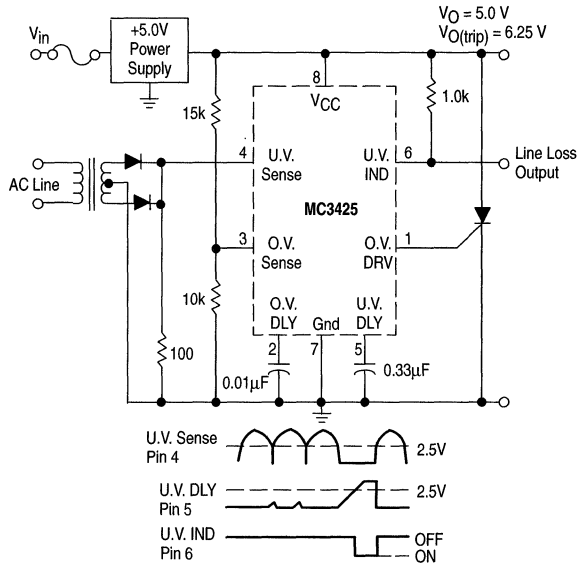 V_O = 5.0 V
V_O(trip) = 6.25 V
V_in
+5.0V
Power
Supply
8
V_CC
15k
1.0k
4
U.V.
Sense
U.V.
IND
6
Line Loss
Output
AC Line
MC3425
3
O.V.
Sense
O.V.
DRV
1
10k
O.V.
DLY
Gnd
U.V.
DLY
2
7
5
100
0.01µF
0.33µF
U.V. Sense
Pin 4
2.5V
U.V. DLY
Pin 5
2.5V
U.V. IND
Pin 6
OFF
ON